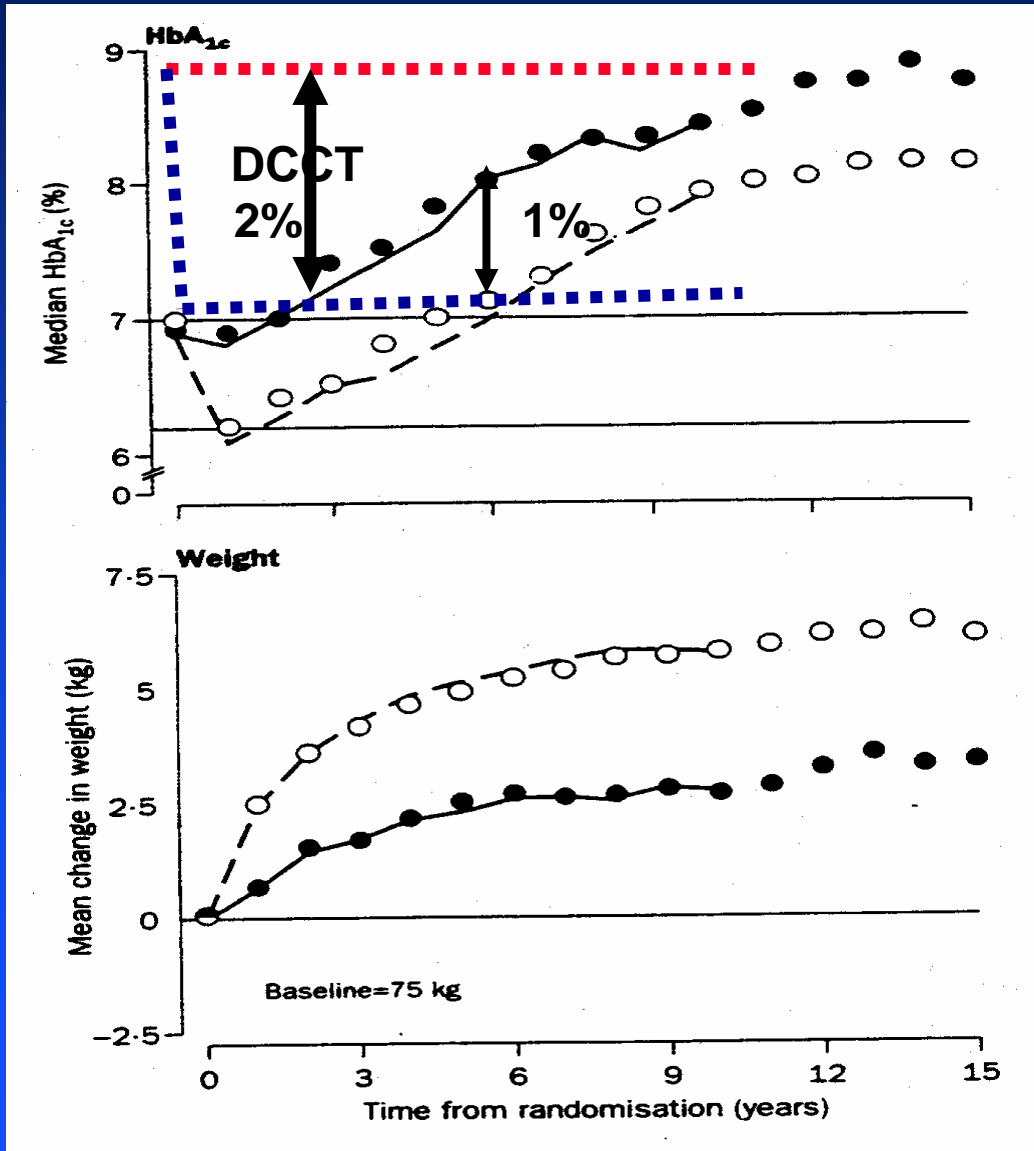 HbA1c
9
8
7
6
0
Median HbA1c (%)
DCCT
2%
1%
Weight
7·5
5
2·5
0
−2·5
Mean change in weight (kg)
Baseline=75 kg
0 3 6 9 12 15
Time from randomisation (years)